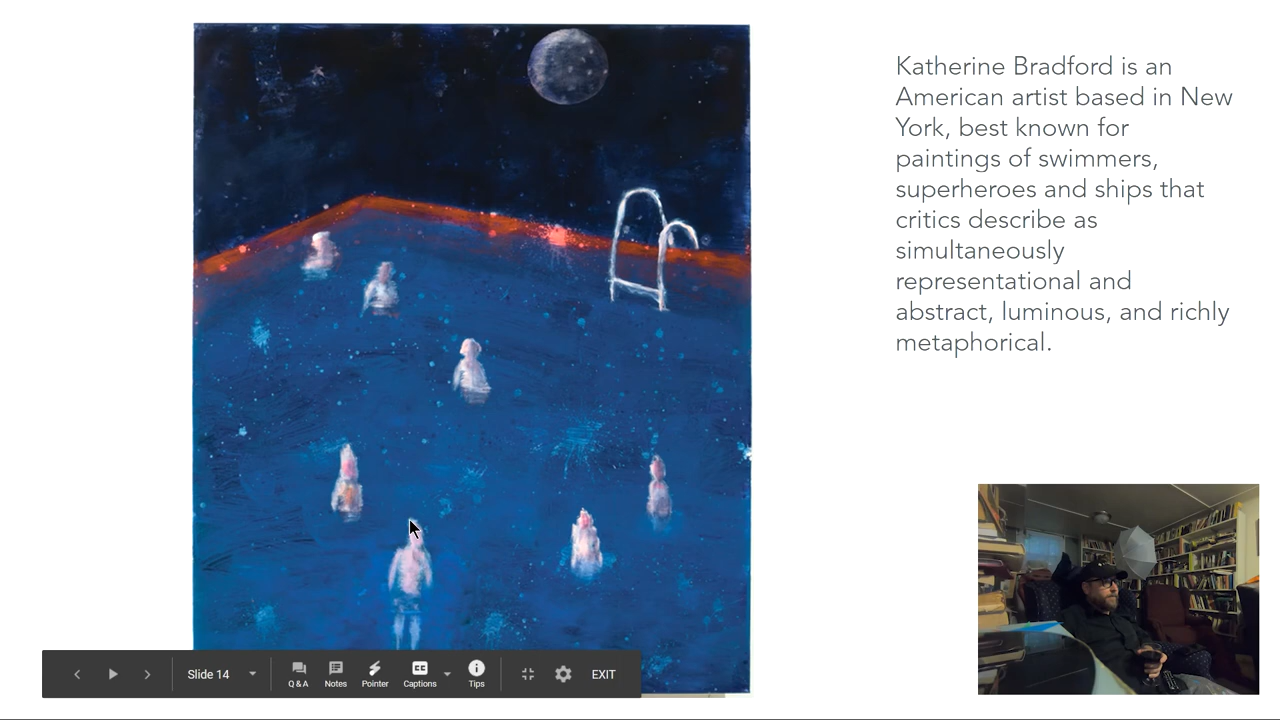 Katherine Bradford is an
American artist based in New
York, best known for
paintings of swimmers,
superheroes and ships that
critics describe as
simultaneously
representational and
abstract, luminous, and richly
metaphorical.
Slide 14
Q & A
Notes
Pointer
CC
Captions
Tips
EXIT